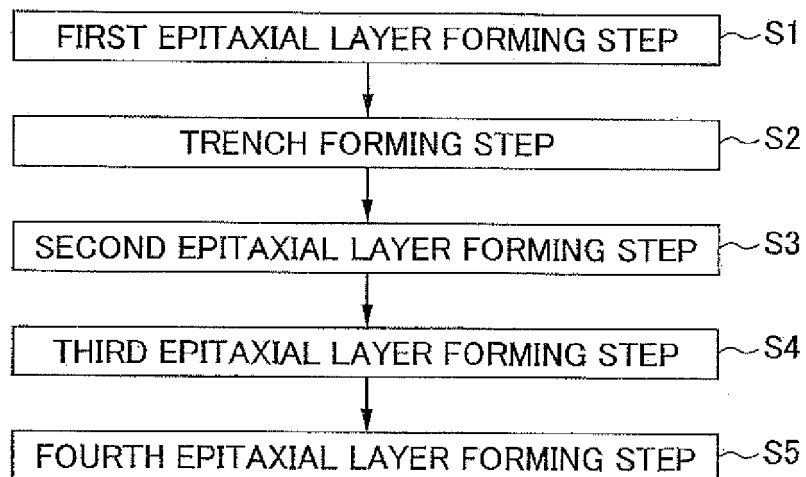 FIRST EPITAXIAL LAYER FORMING STEP S1
TRENCH FORMING STEP S2
SECOND EPITAXIAL LAYER FORMING STEP S3
THIRD EPITAXIAL LAYER FORMING STEP S4
FOURTH EPITAXIAL LAYER FORMING STEP S5